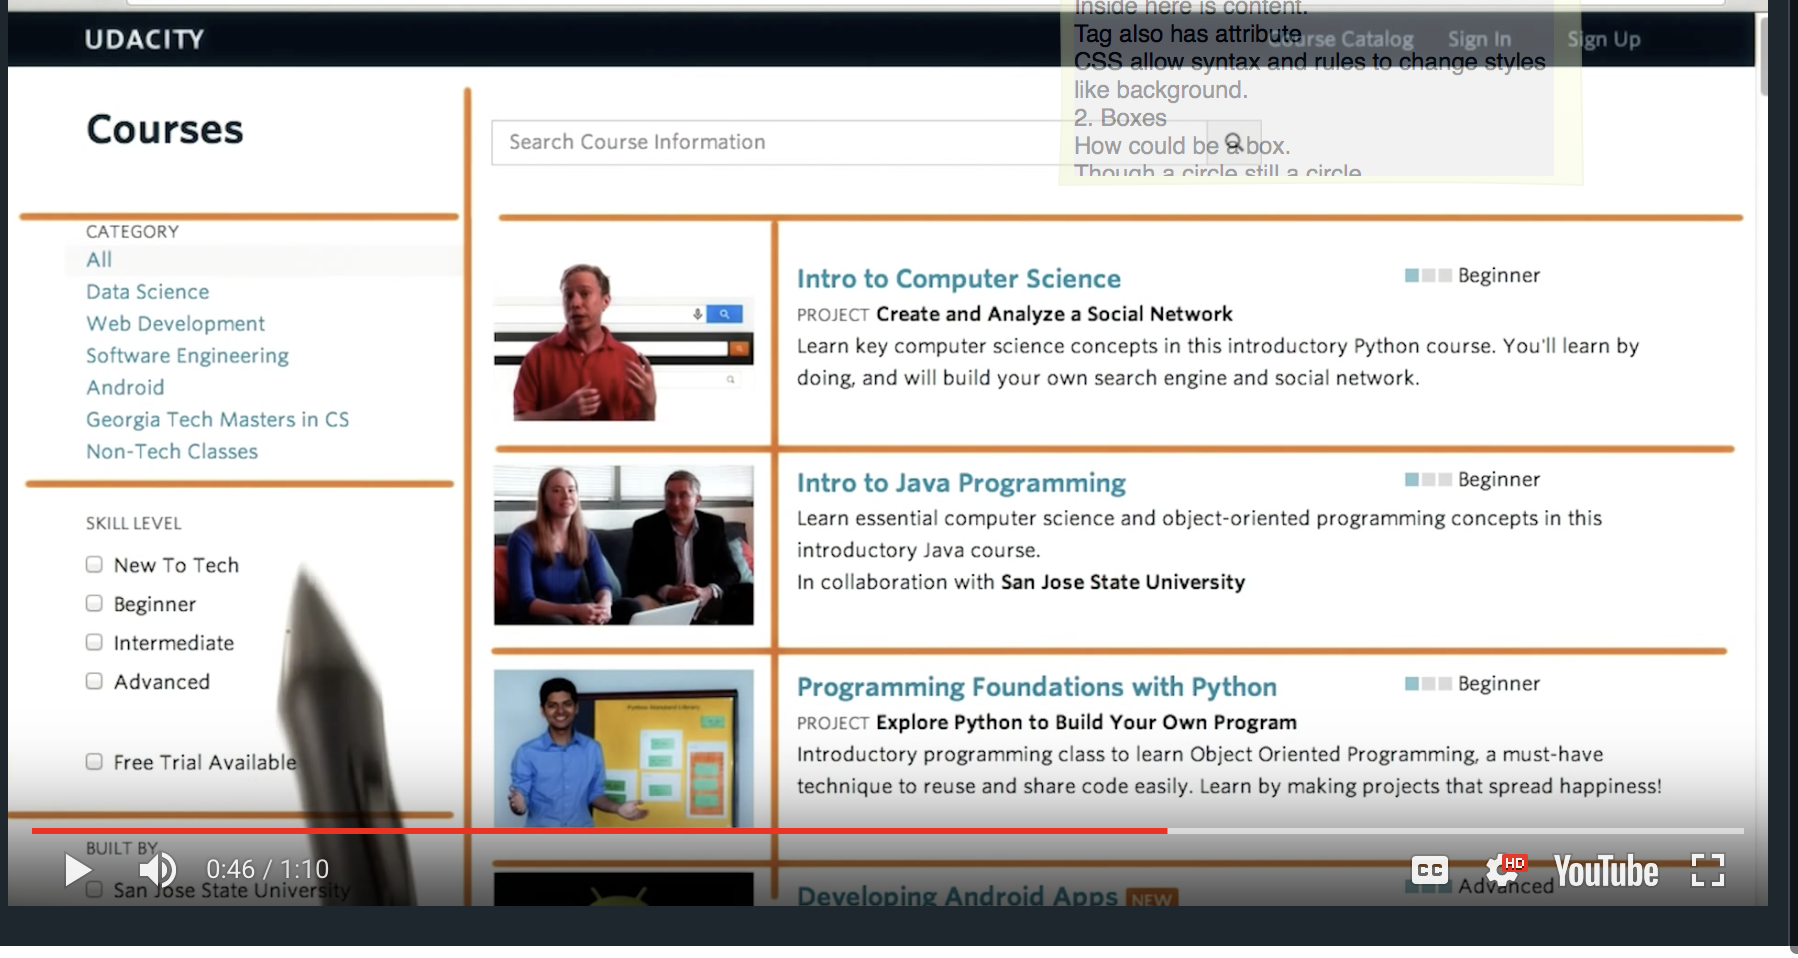 Inside here is content.
Tag also has attribute
CSS allow syntax and rules to change styles
like background.
2. Boxes
How could be a box.
Though a circle still a circle
UDACITY
Course Catalog
Sign In
Sign Up
Courses
Search Course Information
CATEGORY
All
Data Science
Web Development
Software Engineering
Android
Georgia Tech Masters in CS
Non-Tech Classes
SKILL LEVEL
New To Tech
Beginner
Intermediate
Advanced
Free Trial Available
BUILT BY
San Jose State University
Intro to Computer Science
Beginner
PROJECT Create and Analyze a Social Network
Learn key computer science concepts in this introductory Python course. You'll learn by
doing, and will build your own search engine and social network.
Intro to Java Programming
Beginner
Learn essential computer science and object-oriented programming concepts in this
introductory Java course.
In collaboration with San Jose State University
Python Standard Library
Programming Foundations with Python
Beginner
PROJECT Explore Python to Build Your Own Program
Introductory programming class to learn Object Oriented Programming, a must-have
technique to reuse and share code easily. Learn by making projects that spread happiness!
Developing Android Apps NEW
Advanced
0:46 / 1:10
CC
HD
YouTube